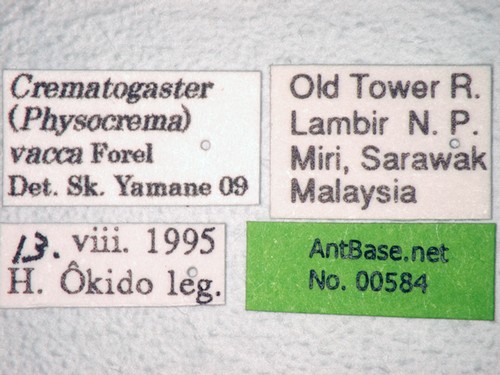 Crematogaster
(Physocrema)
vacca Forel
Det. Sk. Yamane 09
Old Tower R.
Lambir N. P.
Miri, Sarawak
Malaysia
13. viii. 1995
H. Ôkido leg.
AntBase.net
No. 00584